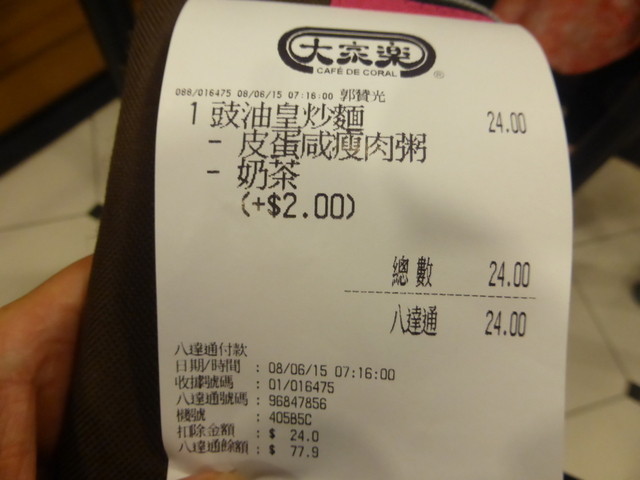 大家樂
CAFÉ DE CORAL®
088/016475 08/06/15 07:16:00 郭贊光
1 豉油皇炒麵 24.00
- 皮蛋咸瘦肉粥
- 奶茶
(+$2.00)
總數 24.00
八達通 24.00
八達通付款
日期/時間 : 08/06/15 07:16:00
收據號碼 : 01/016475
八達通號碼 : 96847856
機號 : 405B5C
扣除金額 : $ 24.0
八達通餘額 : $ 77.9